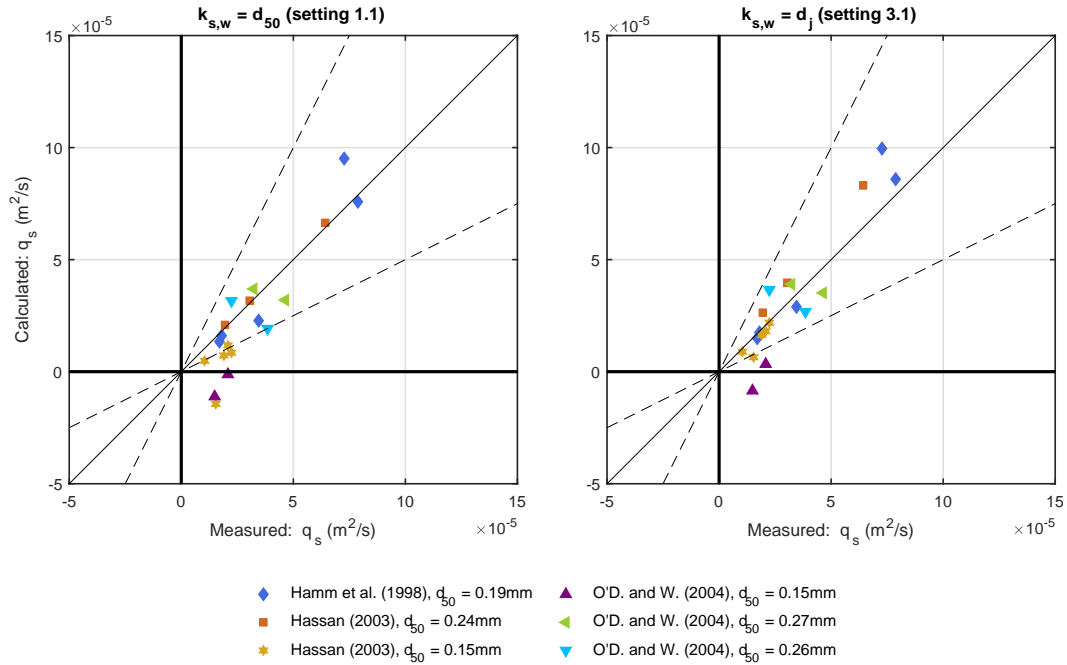 k_s,w = d_50 (setting 1.1)
×10^-5
15
10
5
0
-5
-5 0 5 10 15
×10^-5
Calculated: q_s (m^2/s)
Measured: q_s (m^2/s)
k_s,w = d_j (setting 3.1)
×10^-5
15
10
5
0
-5
-5 0 5 10 15
×10^-5
Measured: q_s (m^2/s)
Hamm et al. (1998), d_50 = 0.19mm
Hassan (2003), d_50 = 0.24mm
Hassan (2003), d_50 = 0.15mm
O'D. and W. (2004), d_50 = 0.15mm
O'D. and W. (2004), d_50 = 0.27mm
O'D. and W. (2004), d_50 = 0.26mm